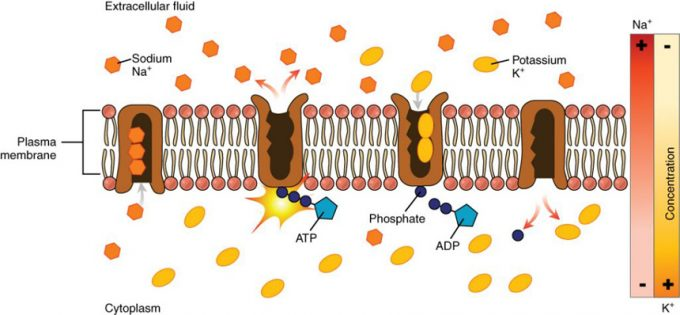 Extracellular fluid
Na⁺
+
-
Sodium
Na⁺
Potassium
K⁺
Plasma
membrane
Concentration
Phosphate
ATP
ADP
-
+
Cytoplasm
K⁺